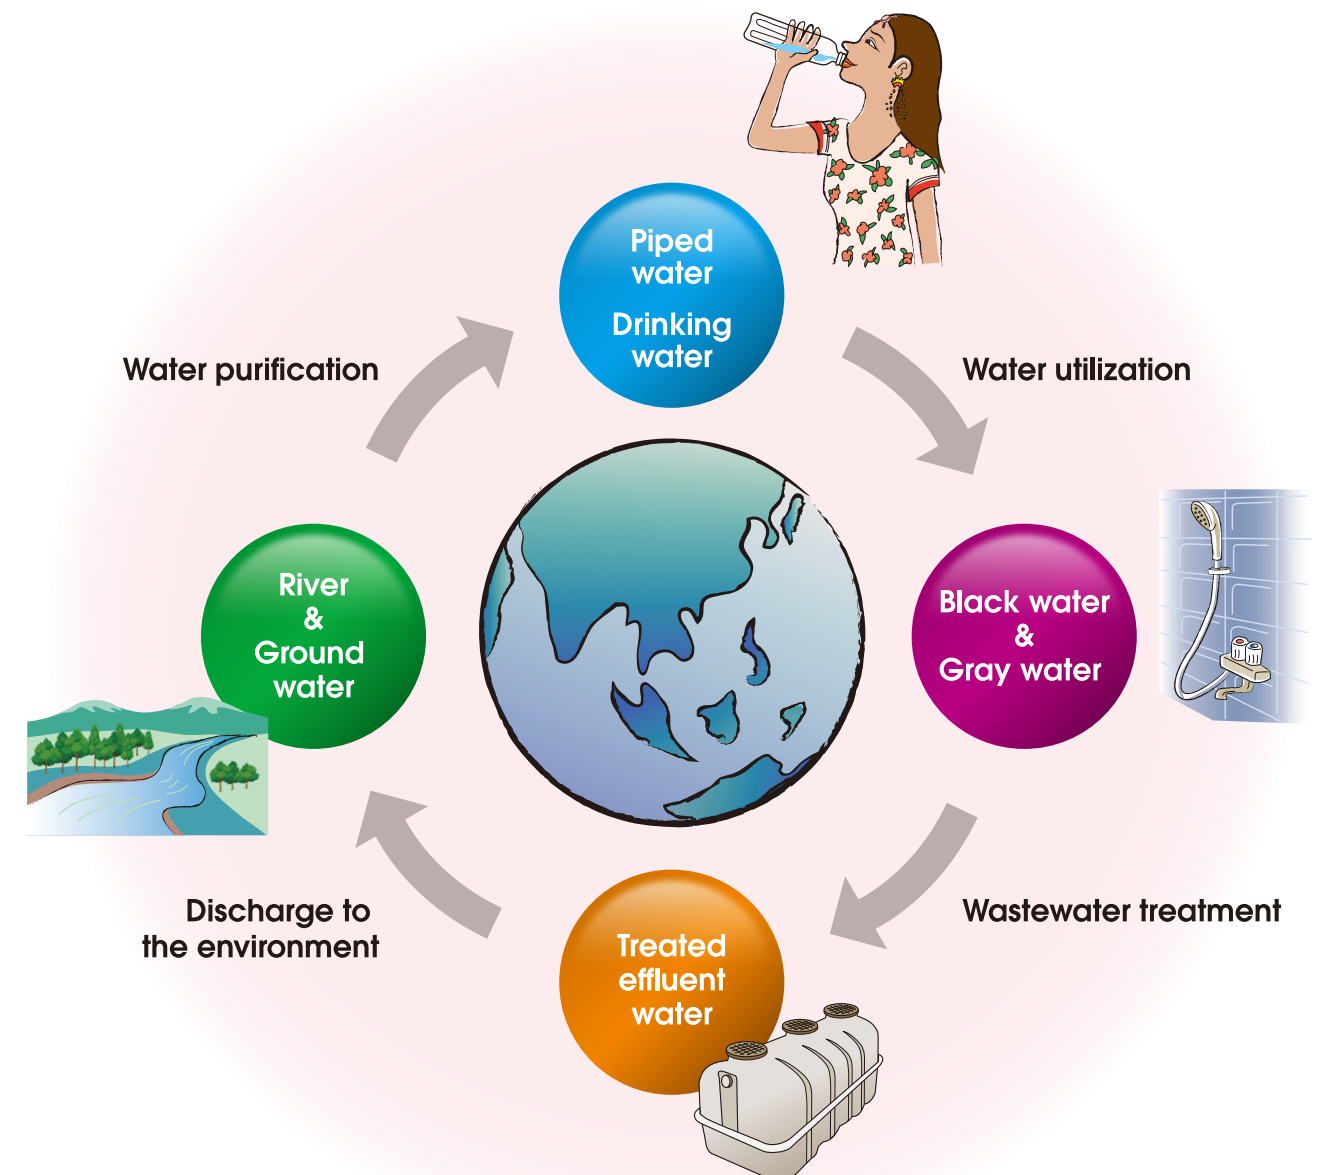 Piped
water
Drinking
water
Water purification
Water utilization
River
&
Ground
water
Black water
&
Gray water
Discharge to
the environment
Wastewater treatment
Treated
effluent
water